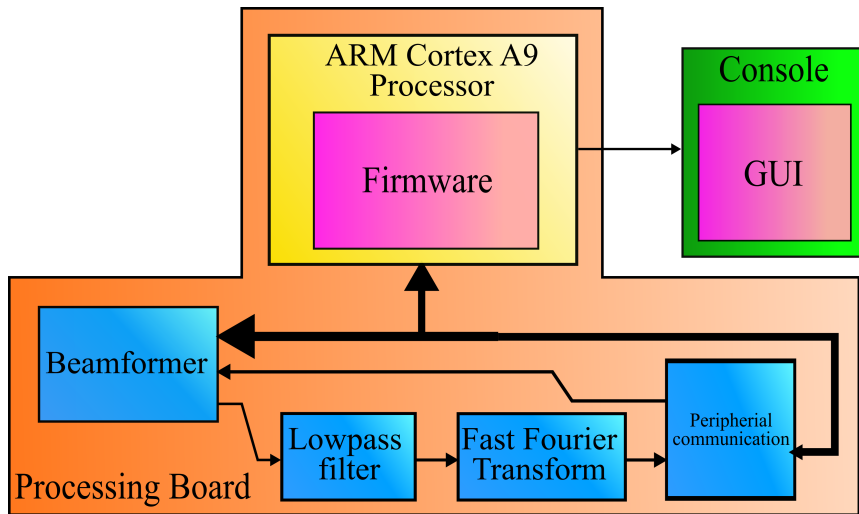 ARM Cortex A9
Processor
Firmware
Console
GUI
Beamformer
Lowpass
filter
Fast Fourier
Transform
Peripherial
communication
Processing Board